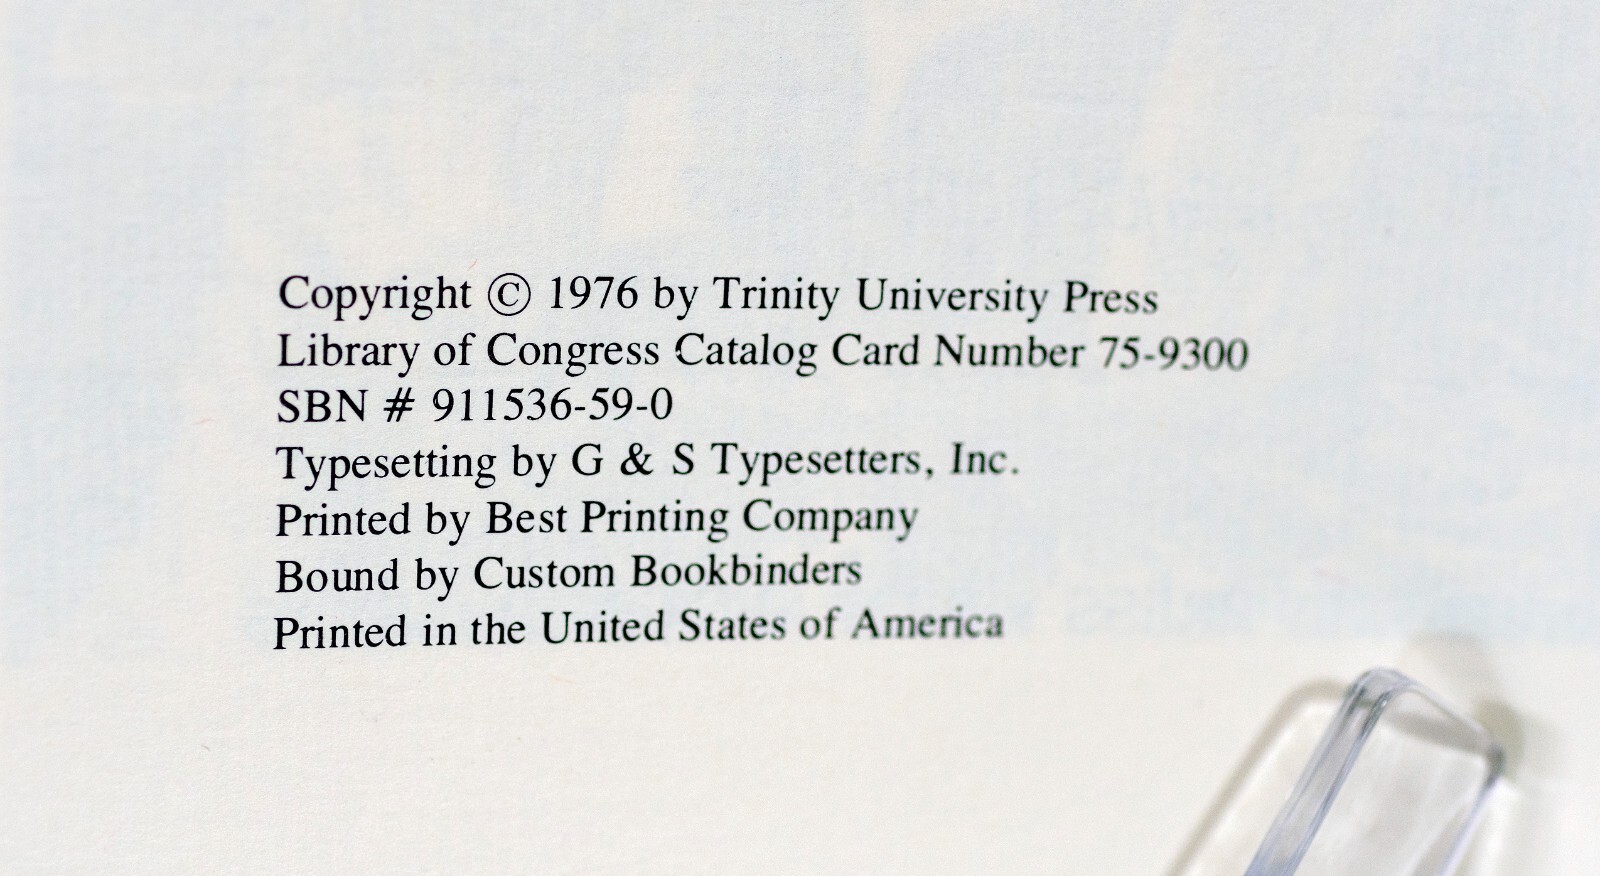 Copyright © 1976 by Trinity University Press
Library of Congress Catalog Card Number 75-9300
SBN # 911536-59-0
Typesetting by G & S Typesetters, Inc.
Printed by Best Printing Company
Bound by Custom Bookbinders
Printed in the United States of America